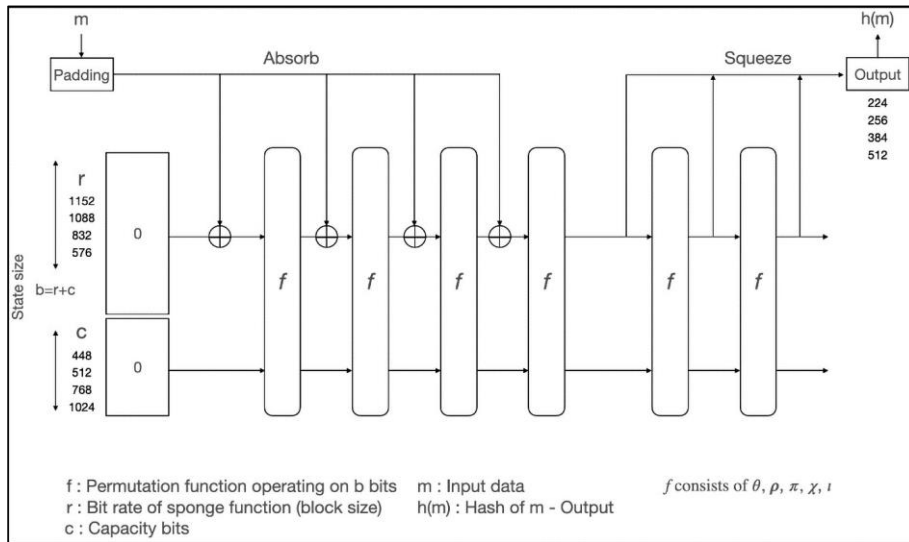 m
h(m)
Padding
Absorb
Squeeze
Output
224
256
384
512
State size
r
1152
1088
832
576
b=r+c
0
c
448
512
768
1024
0
f
f
f
f
f
f
f : Permutation function operating on b bits
r : Bit rate of sponge function (block size)
c : Capacity bits
m : Input data
h(m) : Hash of m - Output
f consists of θ, ρ, π, χ, ι